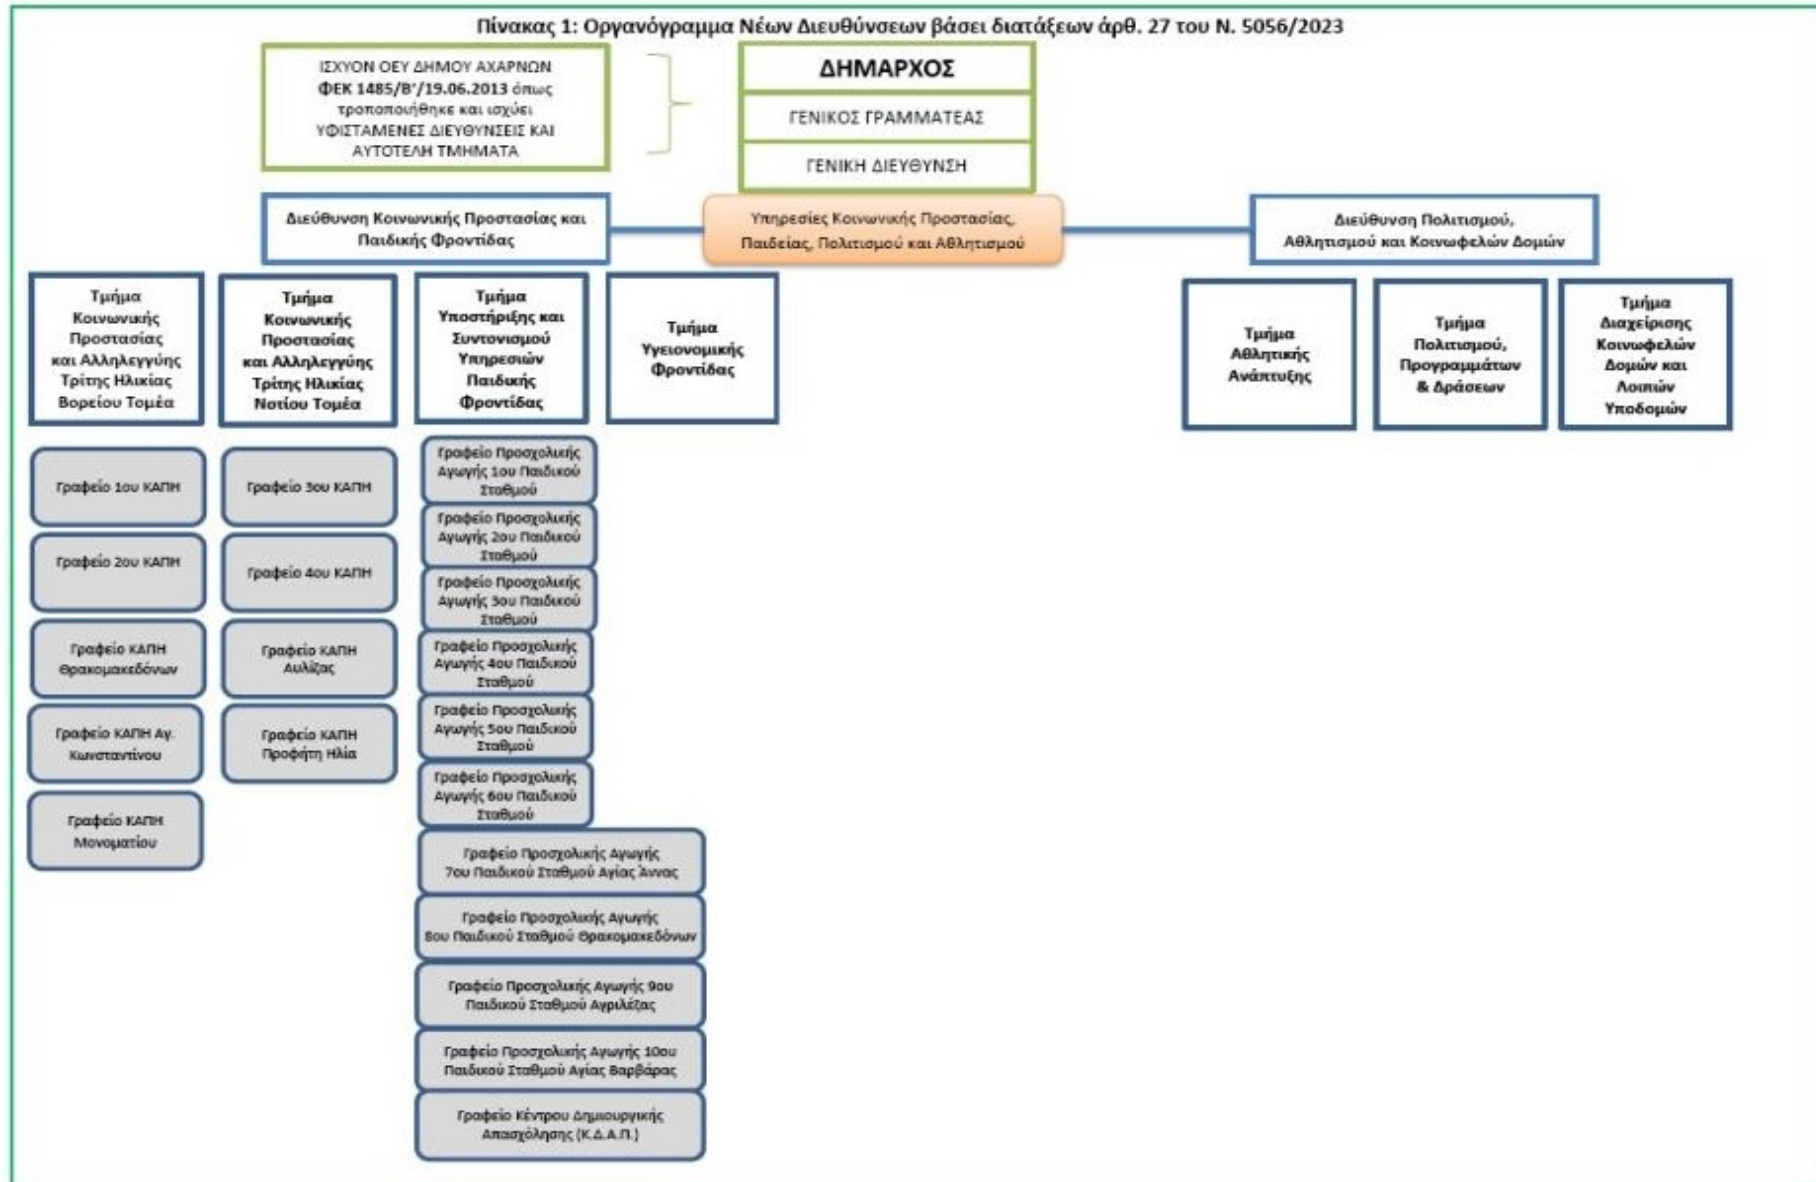 Πίνακας 1: Οργανόγραμμα Νέων Διευθύνσεων βάσει διατάξεων άρθ. 27 του Ν. 5056/2023
ΙΣΧΥΟΝ ΟΕΥ ΔΗΜΟΥ ΑΧΑΡΝΩΝ
ΦΕΚ 1485/Β'/19.06.2013 όπως
τροποποιήθηκε και ισχύει
ΥΦΙΣΤΑΜΕΝΕΣ ΔΙΕΥΘΥΝΣΕΙΣ ΚΑΙ
ΑΥΤΟΤΕΛΗ ΤΜΗΜΑΤΑ
ΔΗΜΑΡΧΟΣ
ΓΕΝΙΚΟΣ ΓΡΑΜΜΑΤΕΑΣ
ΓΕΝΙΚΗ ΔΙΕΥΘΥΝΣΗ
Διεύθυνση Κοινωνικής Προστασίας και
Παιδικής Φροντίδας
Υπηρεσίες Κοινωνικής Προστασίας,
Παιδείας, Πολιτισμού και Αθλητισμού
Διεύθυνση Πολιτισμού,
Αθλητισμού και Κοινωφελών Δομών
Τμήμα
Κοινωνικής
Προστασίας
και Αλληλεγγύης
Τρίτης Ηλικίας
Βορείου Τομέα
Τμήμα
Κοινωνικής
Προστασίας
και Αλληλεγγύης
Τρίτης Ηλικίας
Νοτίου Τομέα
Τμήμα
Υποστήριξης και
Συντονισμού
Υπηρεσιών
Παιδικής
Φροντίδας
Τμήμα
Υγειονομικής
Φροντίδας
Τμήμα
Αθλητικής
Ανάπτυξης
Τμήμα
Πολιτισμού,
Προγραμμάτων
& Δράσεων
Τμήμα
Διαχείρισης
Κοινωφελών
Δομών και
Λοιπών
Υποδομών
Γραφείο 1ου ΚΑΠΗ
Γραφείο 2ου ΚΑΠΗ
Γραφείο ΚΑΠΗ
Θρακομακεδόνων
Γραφείο ΚΑΠΗ Αγ.
Κωνσταντίνου
Γραφείο ΚΑΠΗ
Μονοματίου
Γραφείο 3ου ΚΑΠΗ
Γραφείο 4ου ΚΑΠΗ
Γραφείο ΚΑΠΗ
Αυλίζας
Γραφείο ΚΑΠΗ
Προφήτη Ηλία
Γραφείο Προσχολικής
Αγωγής 1ου Παιδικού
Σταθμού
Γραφείο Προσχολικής
Αγωγής 2ου Παιδικού
Σταθμού
Γραφείο Προσχολικής
Αγωγής 3ου Παιδικού
Σταθμού
Γραφείο Προσχολικής
Αγωγής 4ου Παιδικού
Σταθμού
Γραφείο Προσχολικής
Αγωγής 5ου Παιδικού
Σταθμού
Γραφείο Προσχολικής
Αγωγής 6ου Παιδικού
Σταθμού
Γραφείο Προσχολικής Αγωγής
7ου Παιδικού Σταθμού Αγίας Άννας
Γραφείο Προσχολικής Αγωγής
8ου Παιδικού Σταθμού Θρακομακεδόνων
Γραφείο Προσχολικής Αγωγής 9ου
Παιδικού Σταθμού Αγριλέζας
Γραφείο Προσχολικής Αγωγής 10ου
Παιδικού Σταθμού Αγίας Βαρβάρας
Γραφείο Κέντρου Δημιουργικής
Απασχόλησης (Κ.Δ.Α.Π.)